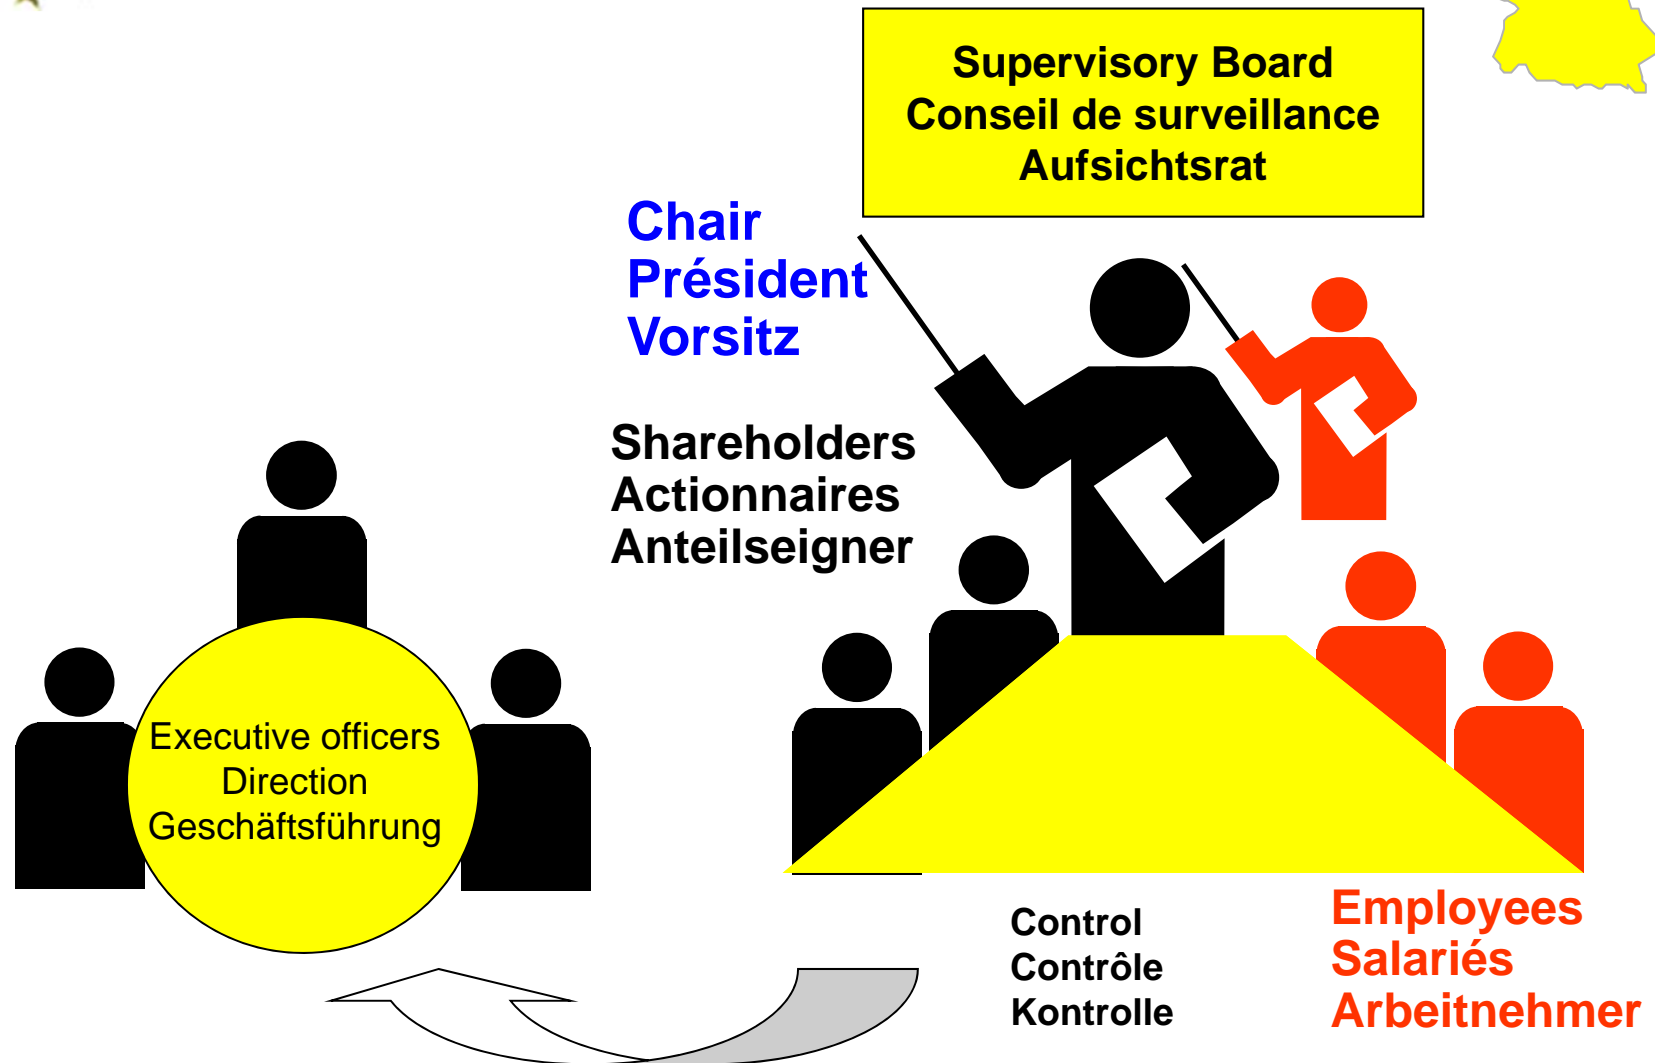 Supervisory Board
Conseil de surveillance
Aufsichtsrat
Chair
Président
Vorsitz
Shareholders
Actionnaires
Anteilseigner
Executive officers
Direction
Geschäftsführung
Control
Contrôle
Kontrolle
Employees
Salariés
Arbeitnehmer